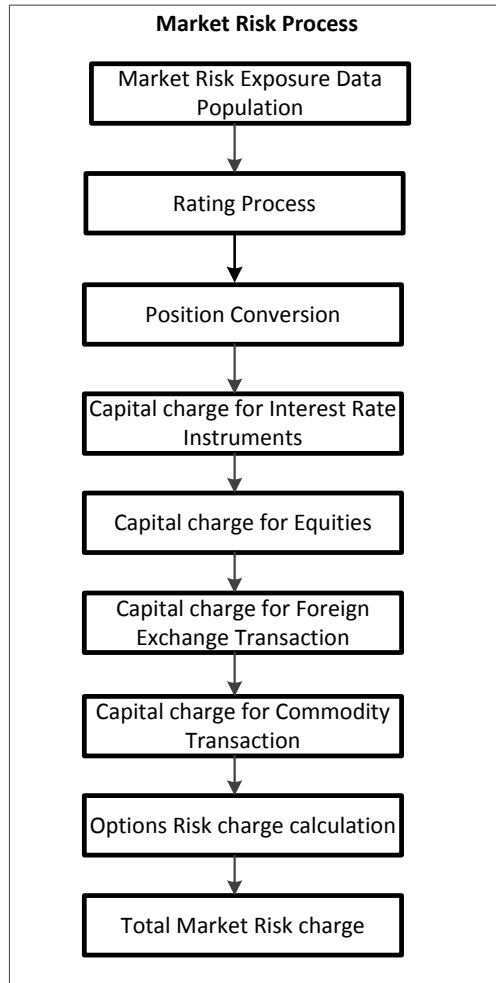 Market Risk Process
Market Risk Exposure Data
Population
Rating Process
Position Conversion
Capital charge for Interest Rate
Instruments
Capital charge for Equities
Capital charge for Foreign
Exchange Transaction
Capital charge for Commodity
Transaction
Options Risk charge calculation
Total Market Risk charge